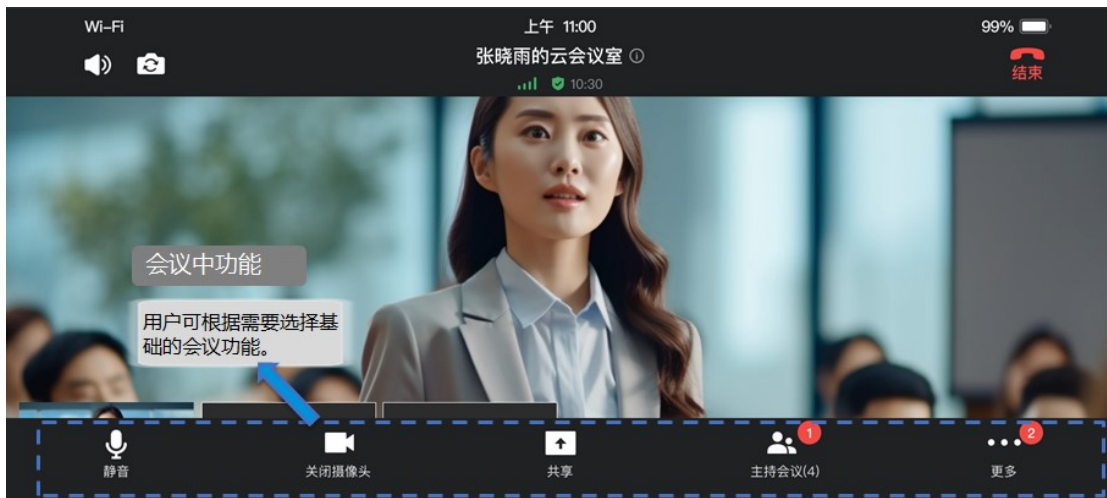 Wi-Fi
上午 11:00
99%
张晓雨的云会议室
结束
10:30
会议中功能
用户可根据需要选择基
础的会议功能。
1
2
静音
关闭摄像头
共享
主持会议(4)
更多